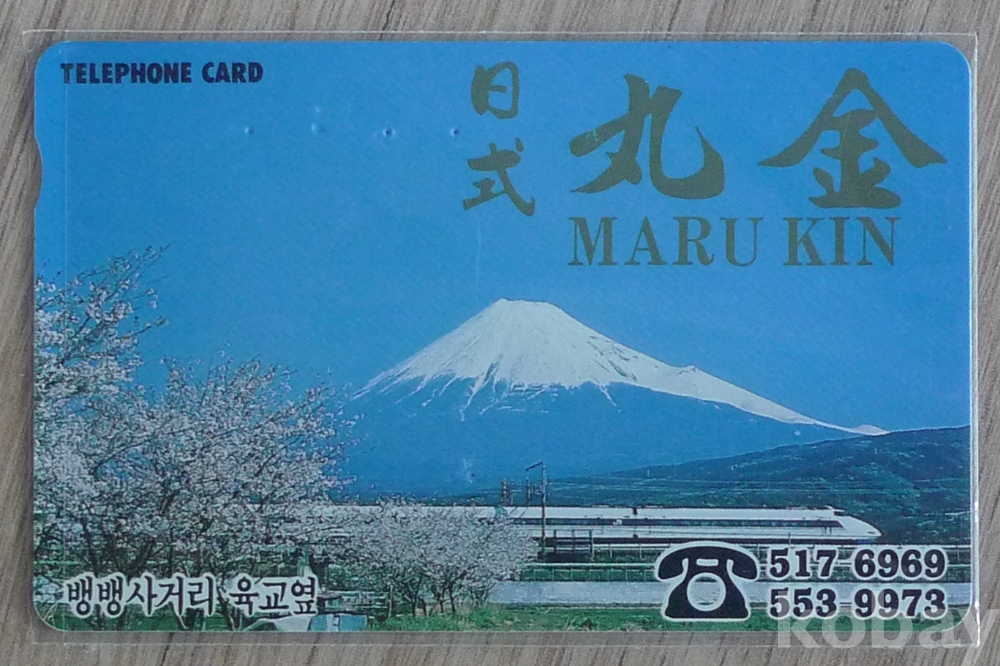 TELEPHONE CARD
日式 丸金
MARU KIN
뱅뱅사거리 육교옆
517 6969
553 9973
kobay